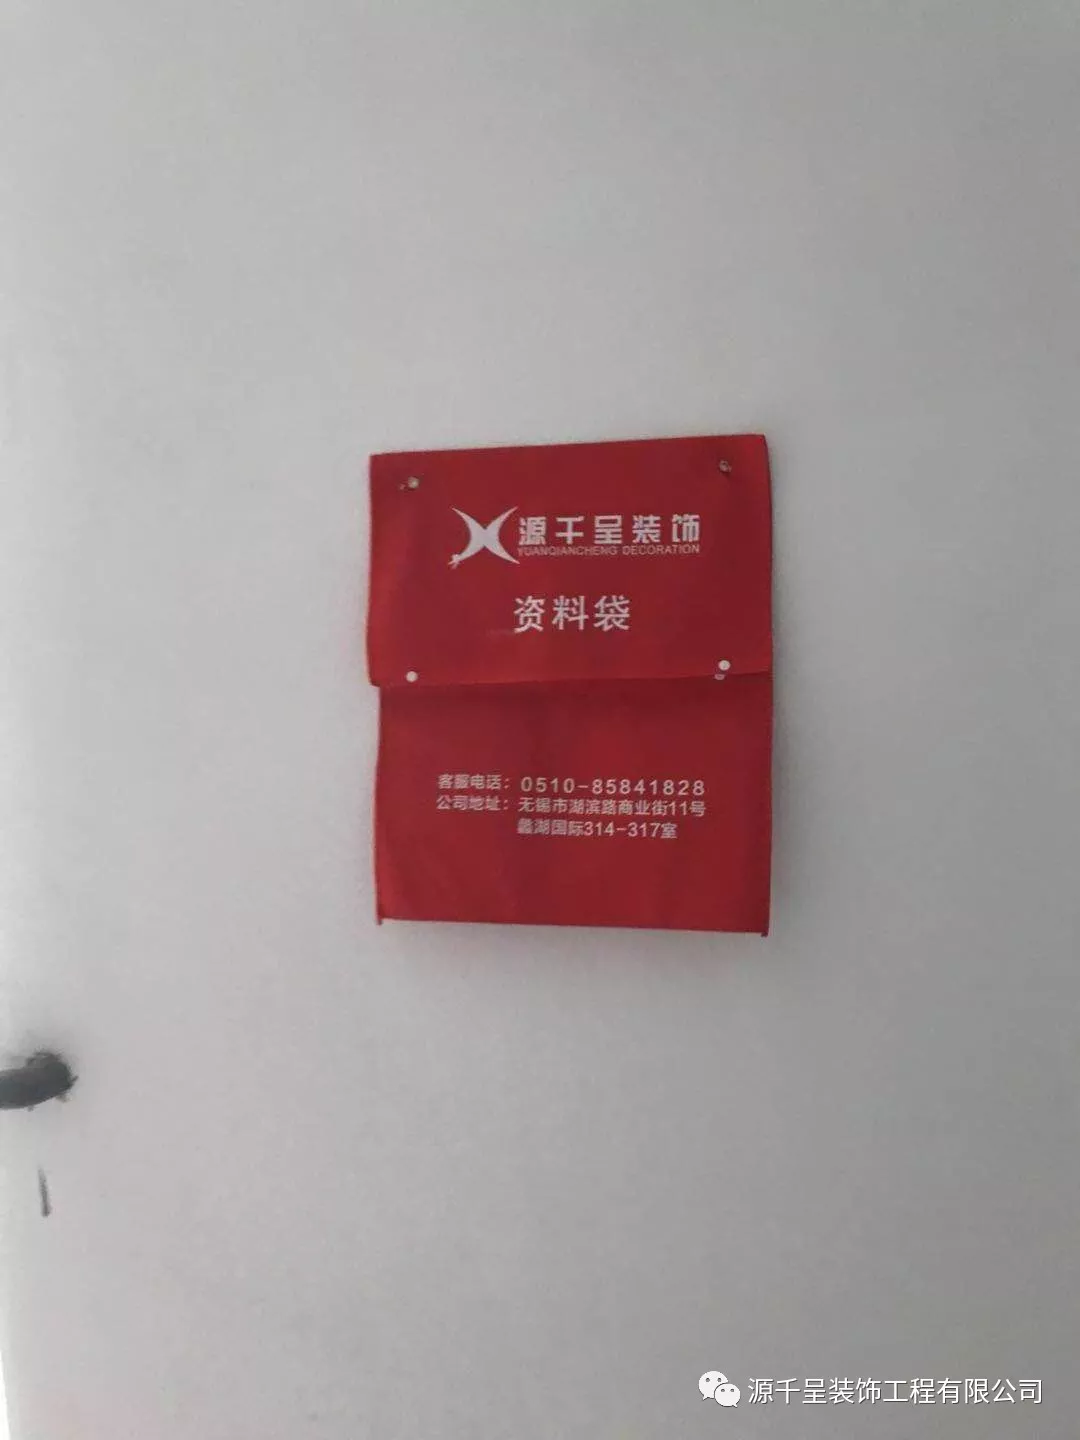 源千呈装饰
YUANQIANCHENG DECORATION
资料袋
客服电话：0510-85841828
公司地址：无锡市湖滨路商业街11号
蠡湖国际314-317室
源千呈装饰工程有限公司